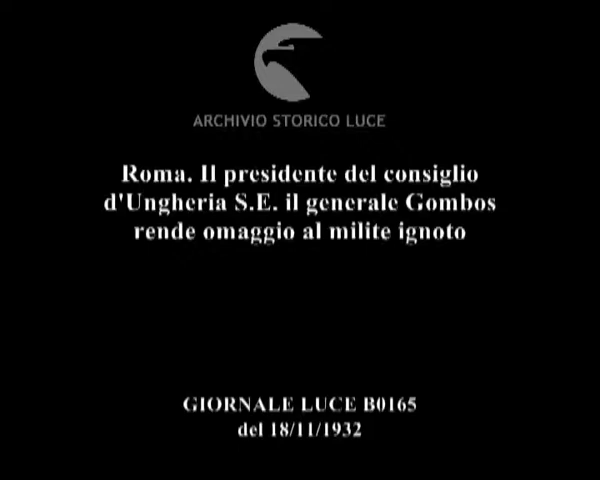 ARCHIVIO STORICO LUCE
Roma. Il presidente del consiglio
d'Ungheria S.E. il generale Gombos
rende omaggio al milite ignoto
GIORNALE LUCE B0165
del 18/11/1932